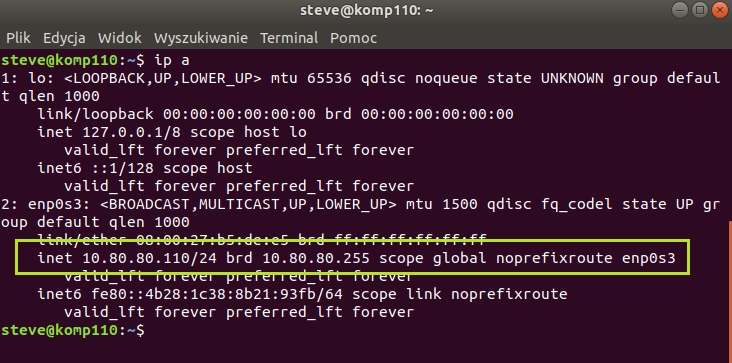 steve@komp110: ~
Plik Edycja Widok Wyszukiwanie Terminal Pomoc
steve@komp110:~$ ip a
1: lo: <LOOPBACK,UP,LOWER_UP> mtu 65536 qdisc noqueue state UNKNOWN group defaul
t qlen 1000
    link/loopback 00:00:00:00:00:00 brd 00:00:00:00:00:00
    inet 127.0.0.1/8 scope host lo
       valid_lft forever preferred_lft forever
    inet6 ::1/128 scope host
       valid_lft forever preferred_lft forever
2: enp0s3: <BROADCAST,MULTICAST,UP,LOWER_UP> mtu 1500 qdisc fq_codel state UP gr
oup default qlen 1000
    link/ether 08:00:27:b5:de:e5 brd ff:ff:ff:ff:ff:ff
    inet 10.80.80.110/24 brd 10.80.80.255 scope global noprefixroute enp0s3
       valid_lft forever preferred_lft forever
    inet6 fe80::4b28:1c38:8b21:93fb/64 scope link noprefixroute
       valid_lft forever preferred_lft forever
steve@komp110:~$